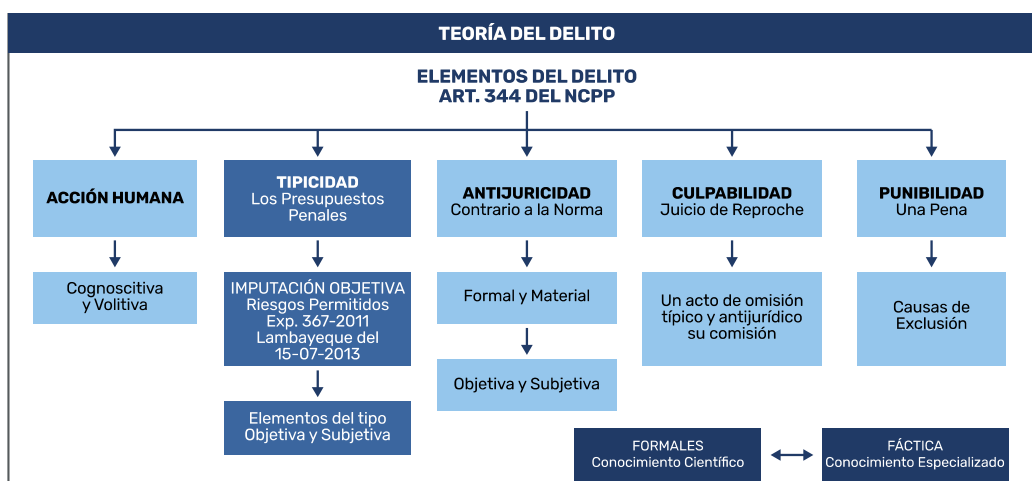 TEORÍA DEL DELITO
ELEMENTOS DEL DELITO
ART. 344 DEL NCPP
ACCIÓN HUMANA
Cognoscitiva
y Volitiva
TIPICIDAD
Los Presupuestos
Penales
IMPUTACIÓN OBJETIVA
Riesgos Permitidos
Exp. 367-2011
Lambayeque del
15-07-2013
Elementos del tipo
Objetiva y Subjetiva
ANTIJURICIDAD
Contrario a la Norma
Formal y Material
Objetiva y Subjetiva
CULPABILIDAD
Juicio de Reproche
Un acto de omisión
típico y antijurídico
su comisión
PUNIBILIDAD
Una Pena
Causas de
Exclusión
FORMALES
Conocimiento Científico
FÁCTICA
Conocimiento Especializado